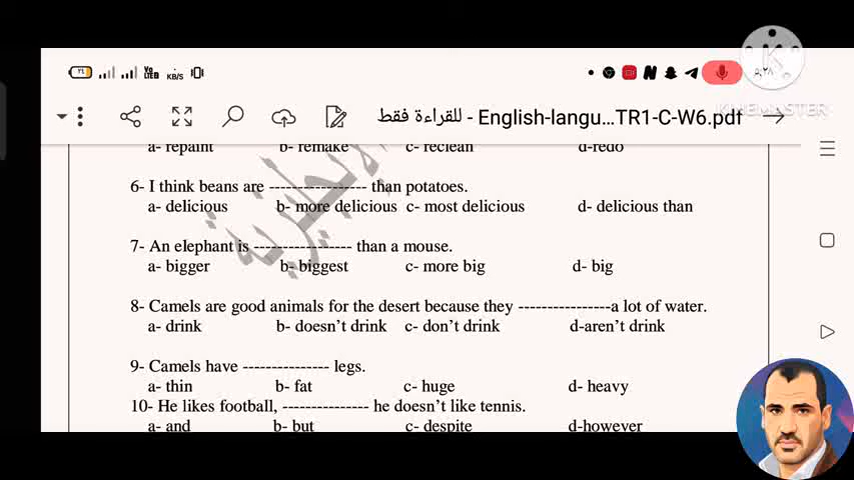 KINEMASTER
للقراءة فقط - English-langu...TR1-C-W6.pdf
a- repaint b- remake c- reclean d-redo
6- I think beans are ----------------- than potatoes.
a- delicious b- more delicious c- most delicious d- delicious than
7- An elephant is ----------------- than a mouse.
a- bigger b- biggest c- more big d- big
8- Camels are good animals for the desert because they ----------------a lot of water.
a- drink b- doesn’t drink c- don’t drink d-aren’t drink
9- Camels have --------------- legs.
a- thin b- fat c- huge d- heavy
10- He likes football, --------------- he doesn’t like tennis.
a- and b- but c- despite d-however